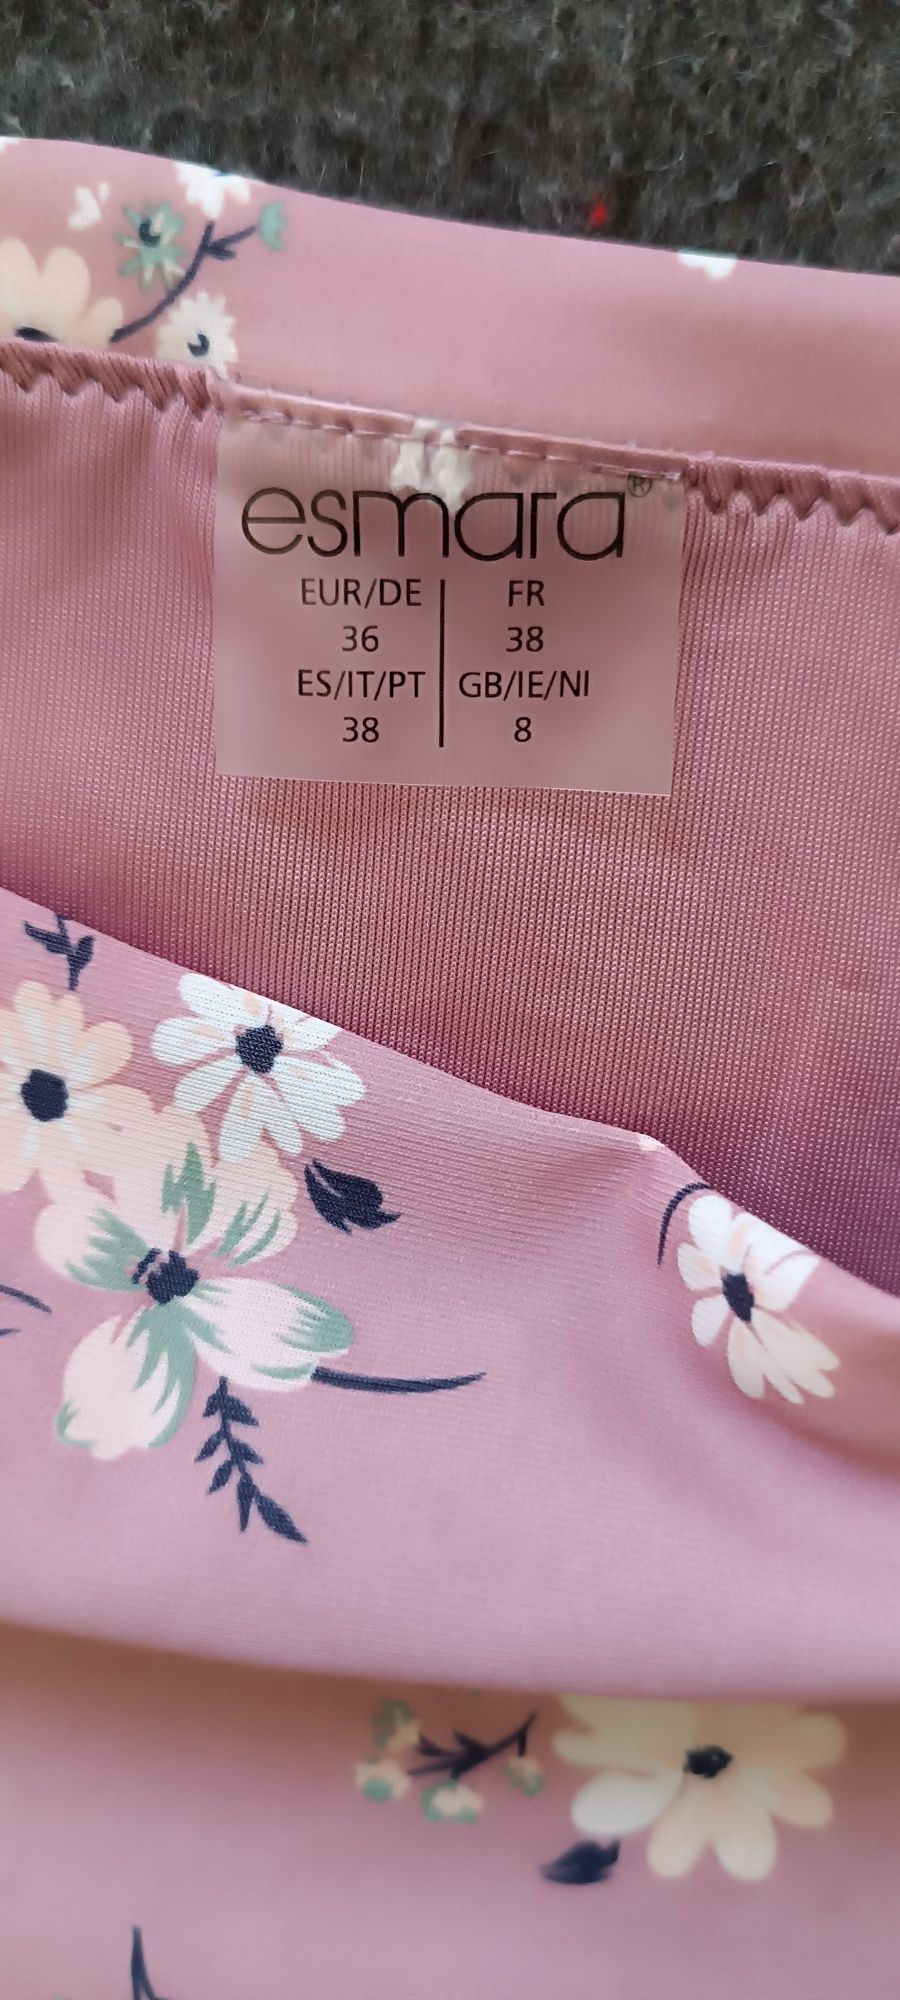 esmara®
EUR/DE FR
36 38
ES/IT/PT GB/IE/NI
38 8